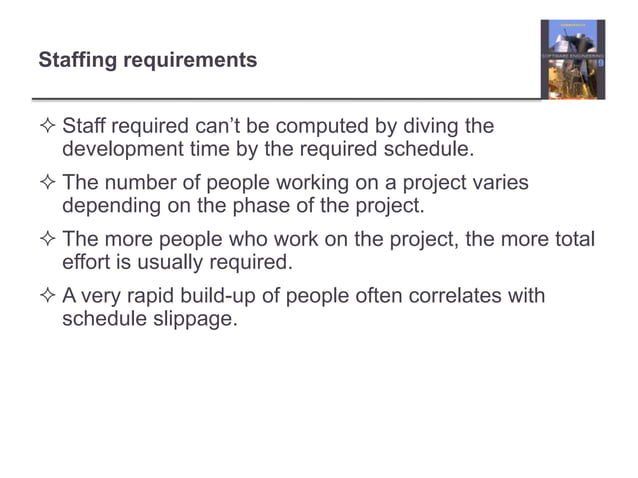 Staffing requirements
SOFTWARE ENGINEERING
9
✧ Staff required can’t be computed by diving the
development time by the required schedule.
✧ The number of people working on a project varies
depending on the phase of the project.
✧ The more people who work on the project, the more total
effort is usually required.
✧ A very rapid build-up of people often correlates with
schedule slippage.